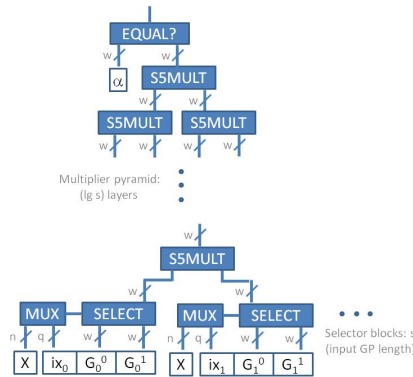 EQUAL?
w w
α S5MULT
w w
S5MULT S5MULT
w w w w
Multiplier pyramid:
(lg s) layers
w
S5MULT
w w
MUX SELECT MUX SELECT
Selector blocks: s
(input GP length)
n q w w n q w w
X ix₀ G₀⁰ G₀¹ X ix₁ G₁⁰ G₁¹